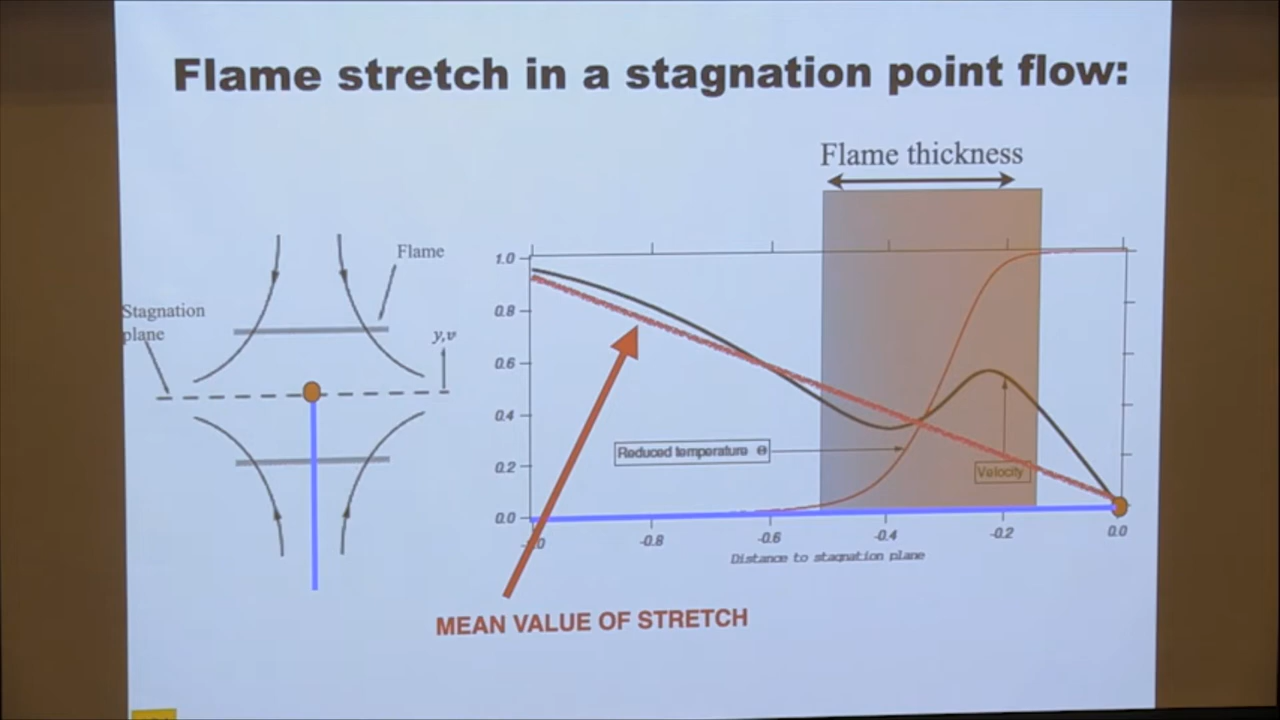 Flame stretch in a stagnation point flow:
Flame thickness
Flame
Stagnation
plane
y,v
1.0
0.8
0.6
0.4
0.2
0.0
Reduced temperature Θ
Velocity
-0.8
-0.6
-0.4
-0.2
0.0
Distance to stagnation plane
MEAN VALUE OF STRETCH